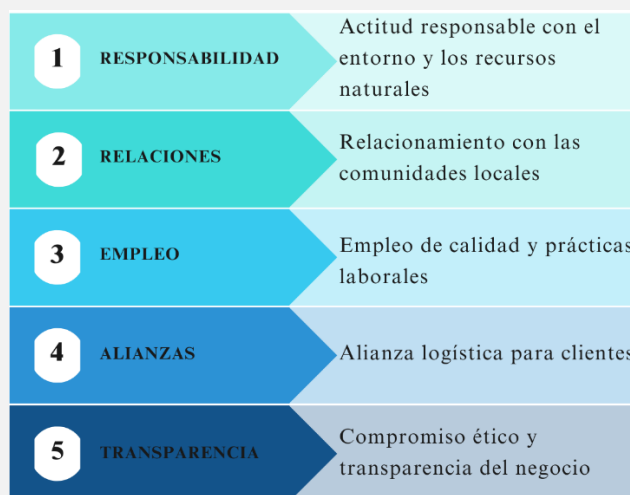 1
RESPONSABILIDAD
Actitud responsable con el
entorno y los recursos
naturales
2
RELACIONES
Relacionamiento con las
comunidades locales
3
EMPLEO
Empleo de calidad y prácticas
laborales
4
ALIANZAS
Alianza logística para clientes
5
TRANSPARENCIA
Compromiso ético y
transparencia del negocio